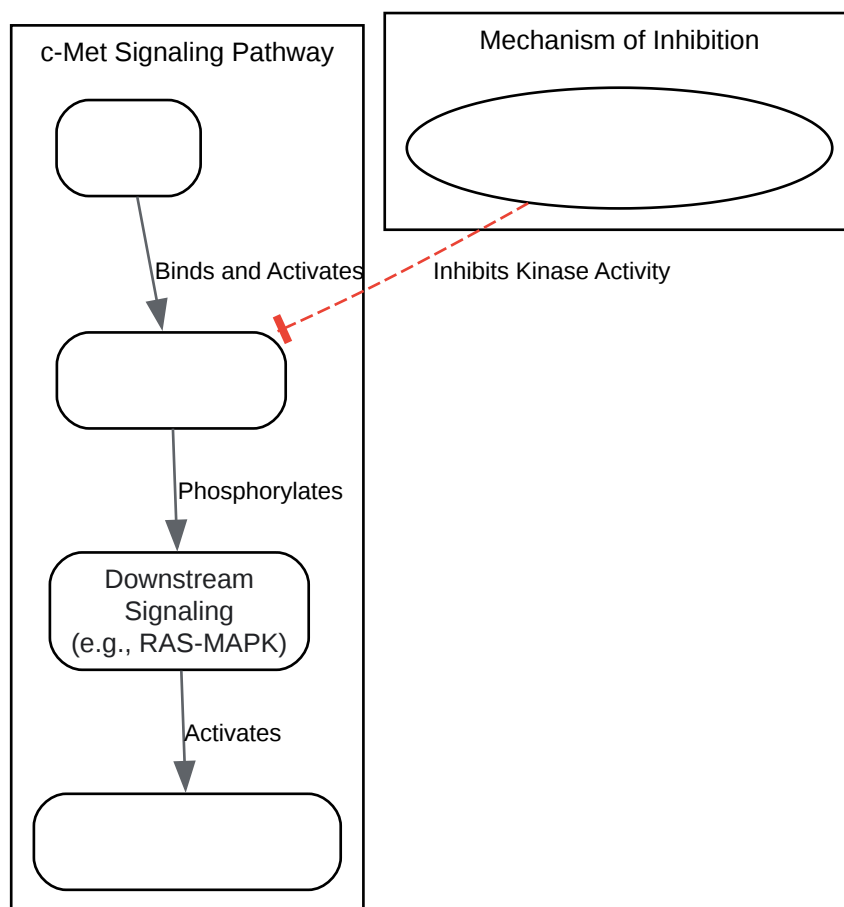 c-Met Signaling Pathway
Mechanism of Inhibition
Binds and Activates
Inhibits Kinase Activity
Phosphorylates
Downstream
Signaling
(e.g., RAS-MAPK)
Activates